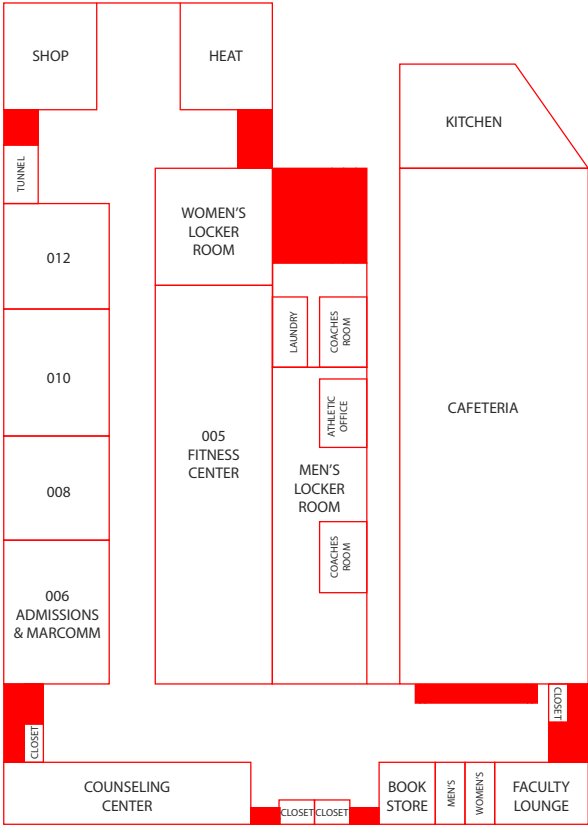 SHOP
HEAT
KITCHEN
TUNNEL
WOMEN'S
LOCKER
ROOM
012
LAUNDRY
COACHES
ROOM
010
ATHLETIC
OFFICE
CAFETERIA
005
FITNESS
CENTER
MEN'S
LOCKER
ROOM
008
COACHES
ROOM
006
ADMISSIONS
& MARCOMM
CLOSET
CLOSET
COUNSELING
CENTER
CLOSET
CLOSET
BOOK
STORE
MEN'S
WOMEN'S
FACULTY
LOUNGE